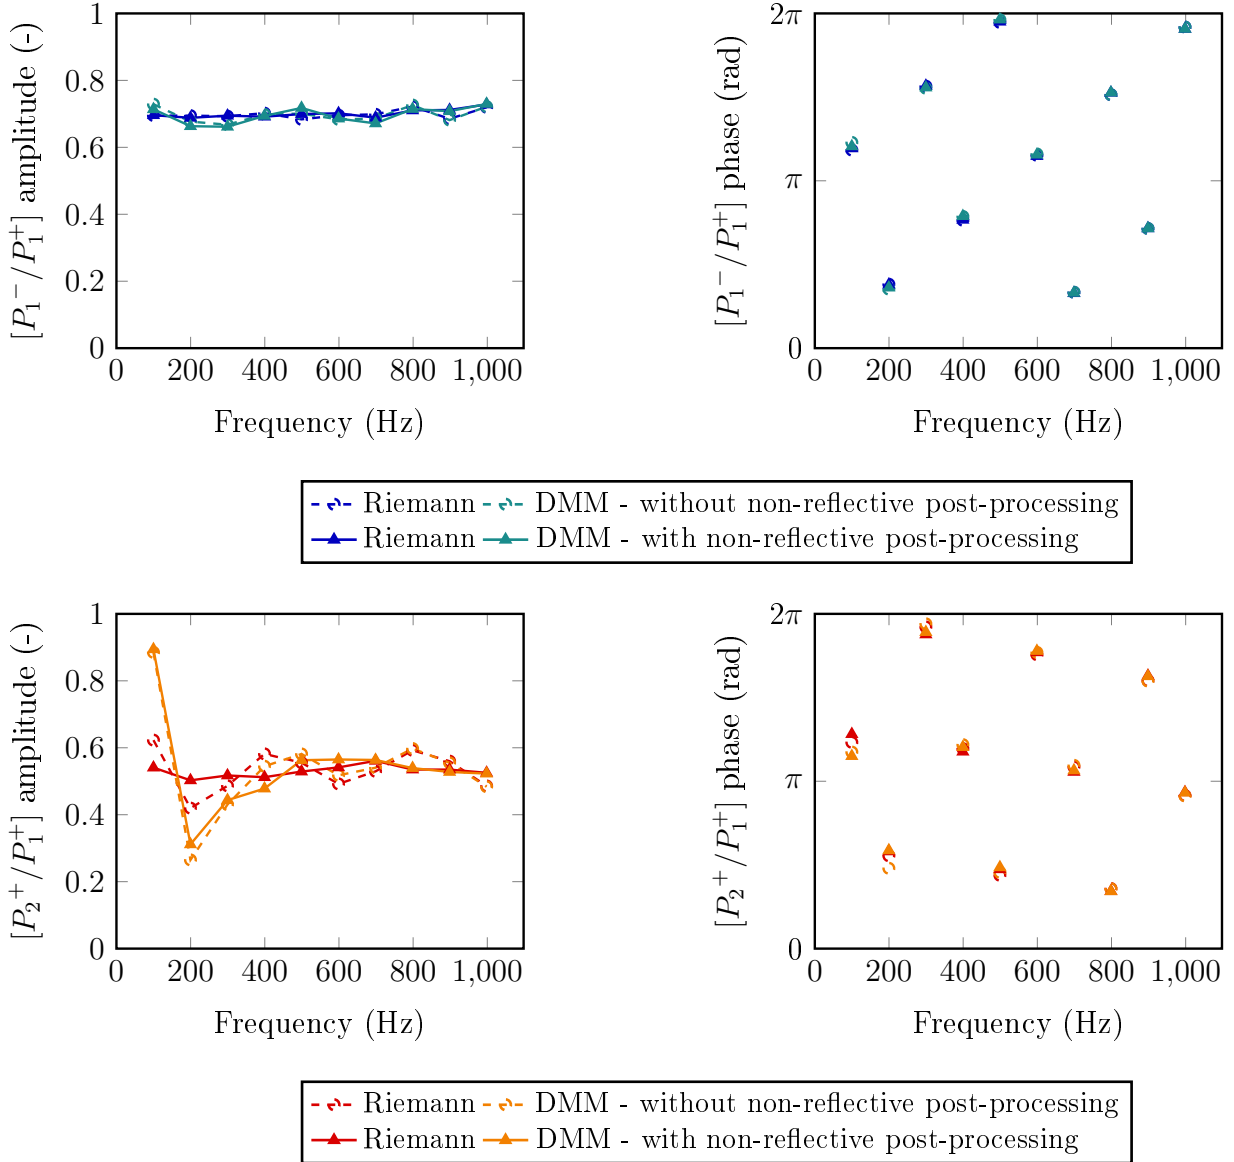 [P₁⁻/P₁⁺] amplitude (-)
1
0.8
0.6
0.4
0.2
0
0 200 400 600 800 1,000
Frequency (Hz)
[P₁⁻/P₁⁺] phase (rad)
2π
π
0
0 200 400 600 800 1,000
Frequency (Hz)
Riemann DMM - without non-reflective post-processing
Riemann DMM - with non-reflective post-processing
[P₂⁺/P₁⁺] amplitude (-)
1
0.8
0.6
0.4
0.2
0
0 200 400 600 800 1,000
Frequency (Hz)
[P₂⁺/P₁⁺] phase (rad)
2π
π
0
0 200 400 600 800 1,000
Frequency (Hz)
Riemann DMM - without non-reflective post-processing
Riemann DMM - with non-reflective post-processing